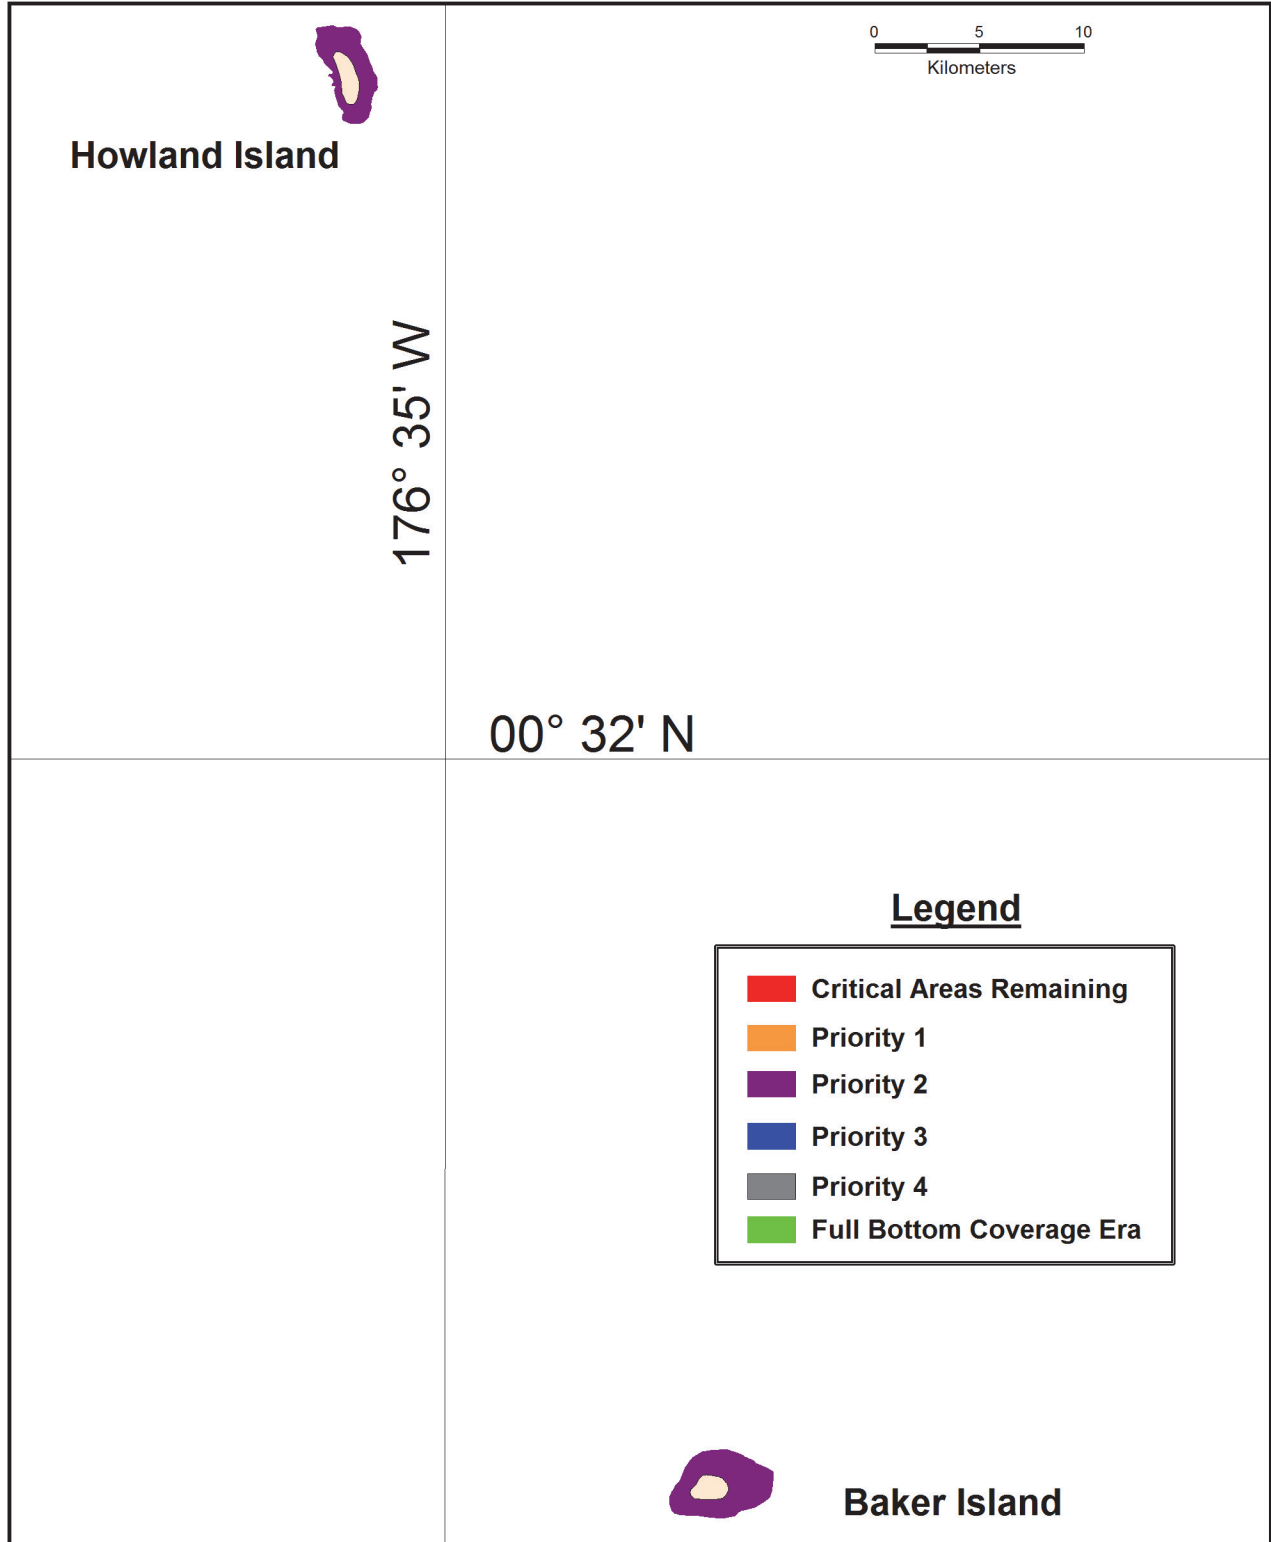 0 5 10
Kilometers
Howland Island
176° 35' W
00° 32' N
Legend
Critical Areas Remaining
Priority 1
Priority 2
Priority 3
Priority 4
Full Bottom Coverage Era
Baker Island